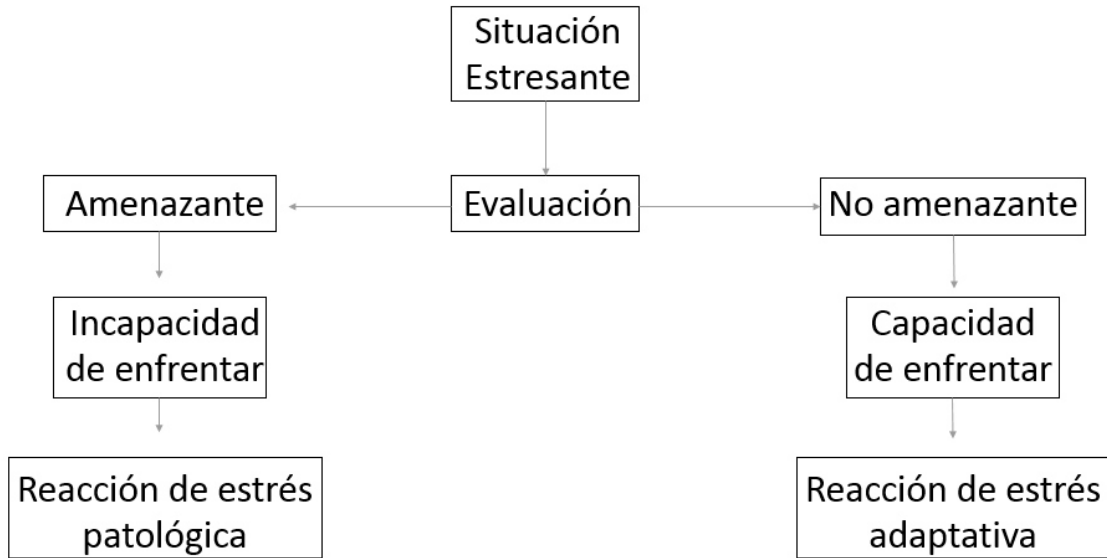 Situación
Estresante
Amenazante
Evaluación
No amenazante
Incapacidad
de enfrentar
Capacidad
de enfrentar
Reacción de estrés
patológica
Reacción de estrés
adaptativa